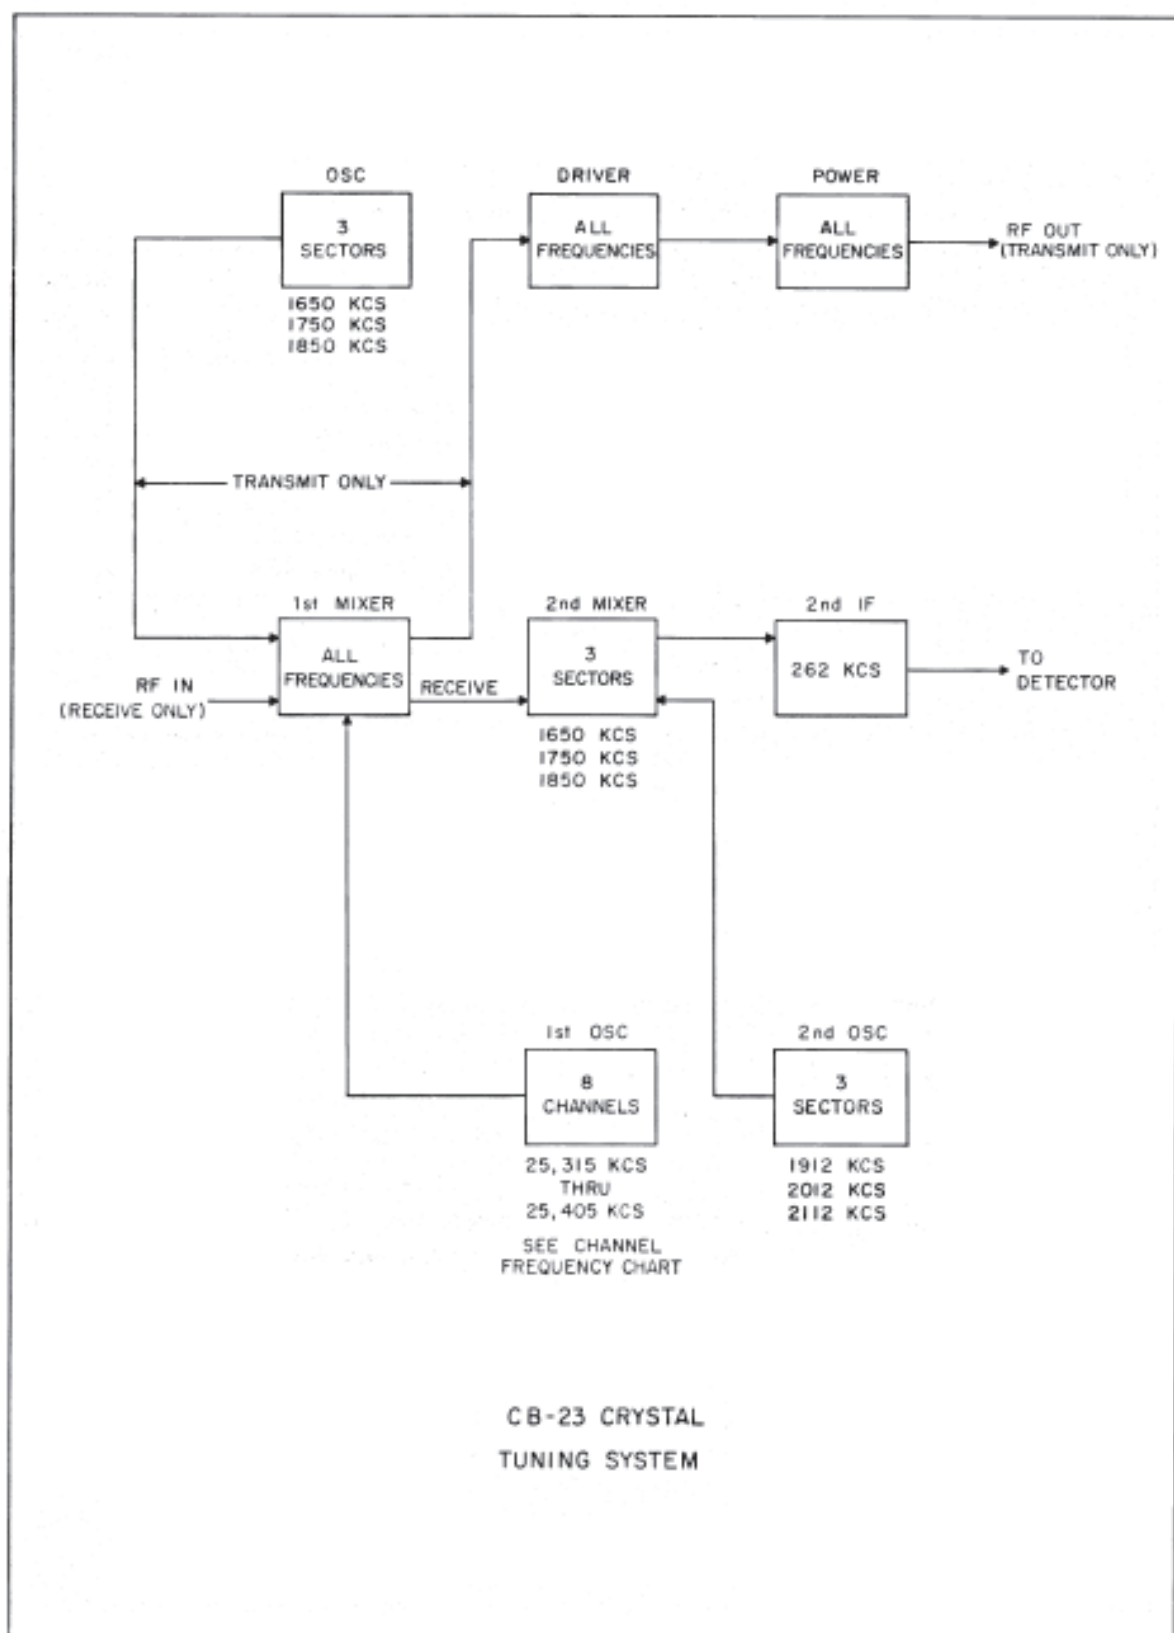 OSC
3
SECTORS
1650 KCS
1750 KCS
1850 KCS
DRIVER
ALL
FREQUENCIES
POWER
ALL
FREQUENCIES
RF OUT
(TRANSMIT ONLY)
TRANSMIT ONLY
1st MIXER
ALL
FREQUENCIES
RF IN
(RECEIVE ONLY)
RECEIVE
2nd MIXER
3
SECTORS
1650 KCS
1750 KCS
1850 KCS
2nd IF
262 KCS
TO
DETECTOR
1st OSC
8
CHANNELS
25,315 KCS
THRU
25,405 KCS
SEE CHANNEL
FREQUENCY CHART
2nd OSC
3
SECTORS
1912 KCS
2012 KCS
2112 KCS
CB-23 CRYSTAL
TUNING SYSTEM